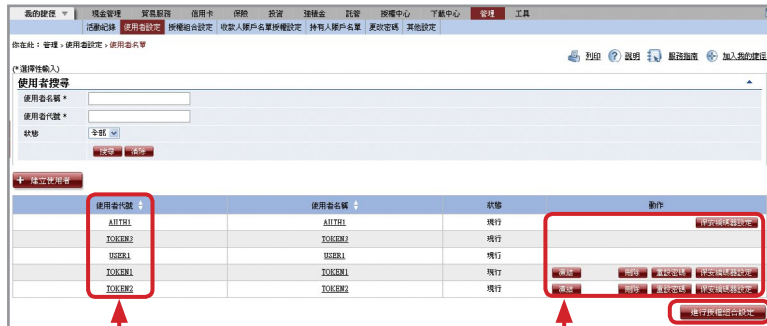 我的捷徑 現金管理 貿易服務 信用卡 保險 投資 強積金 託管 授權中心 下載中心 管理 工具
活動紀錄 使用者設定 授權組合設定 收款人賬戶名單授權設定 持有人賬戶名單 更改密碼 其他設定
你在此：管理 › 使用者設定 › 使用者名單
列印 說明 服務指南 加入我的捷徑
(*選擇性輸入)
使用者搜尋
使用者名稱 *
使用者代號 *
狀態 全部
搜尋 清除
+ 建立使用者
使用者代號 使用者名稱 狀態 動作
AUTH1 AUTH1 現行 保安編碼器設定
TOKEN3 TOKEN3 現行
USER1 USER1 現行
TOKEN1 TOKEN1 現行 凍結 刪除 重設密碼 保安編碼器設定
TOKEN2 TOKEN2 現行 凍結 刪除 重設密碼 保安編碼器設定
進行授權組合設定